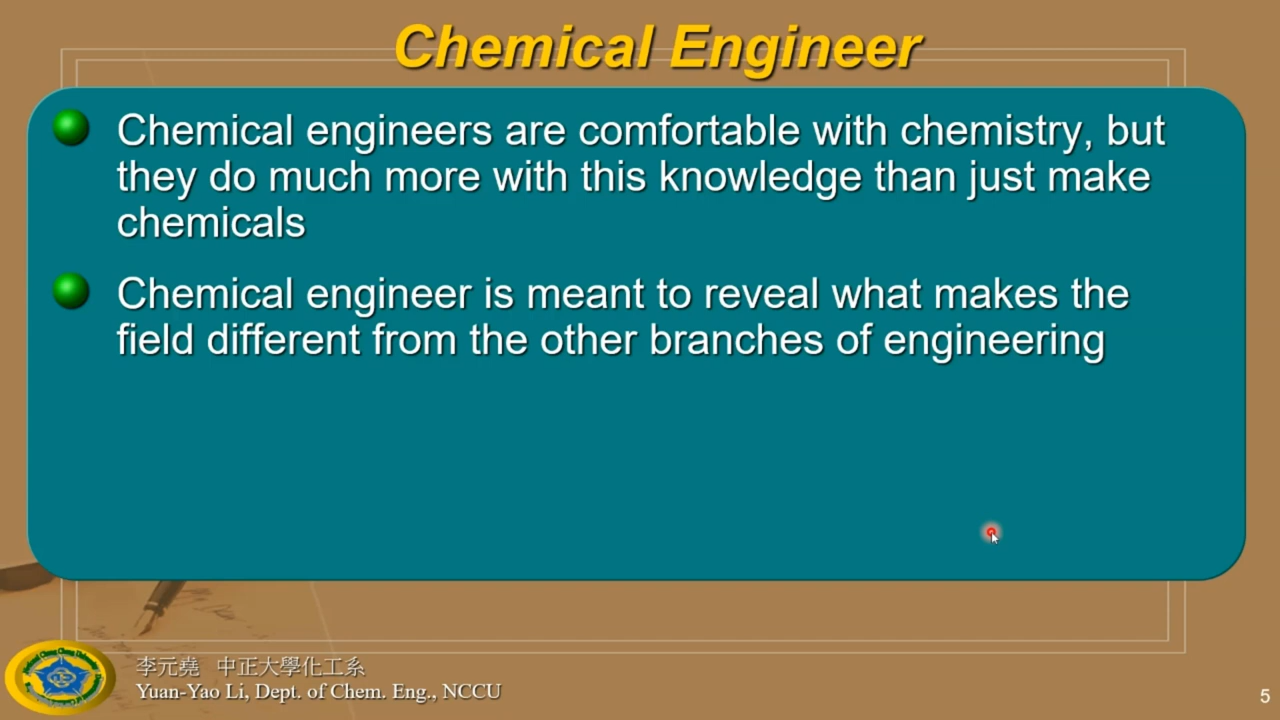 Chemical Engineer
Chemical engineers are comfortable with chemistry, but
they do much more with this knowledge than just make
chemicals
Chemical engineer is meant to reveal what makes the
field different from the other branches of engineering
李元堯 中正大學化工系
Yuan-Yao Li, Dept. of Chem. Eng., NCCU
5